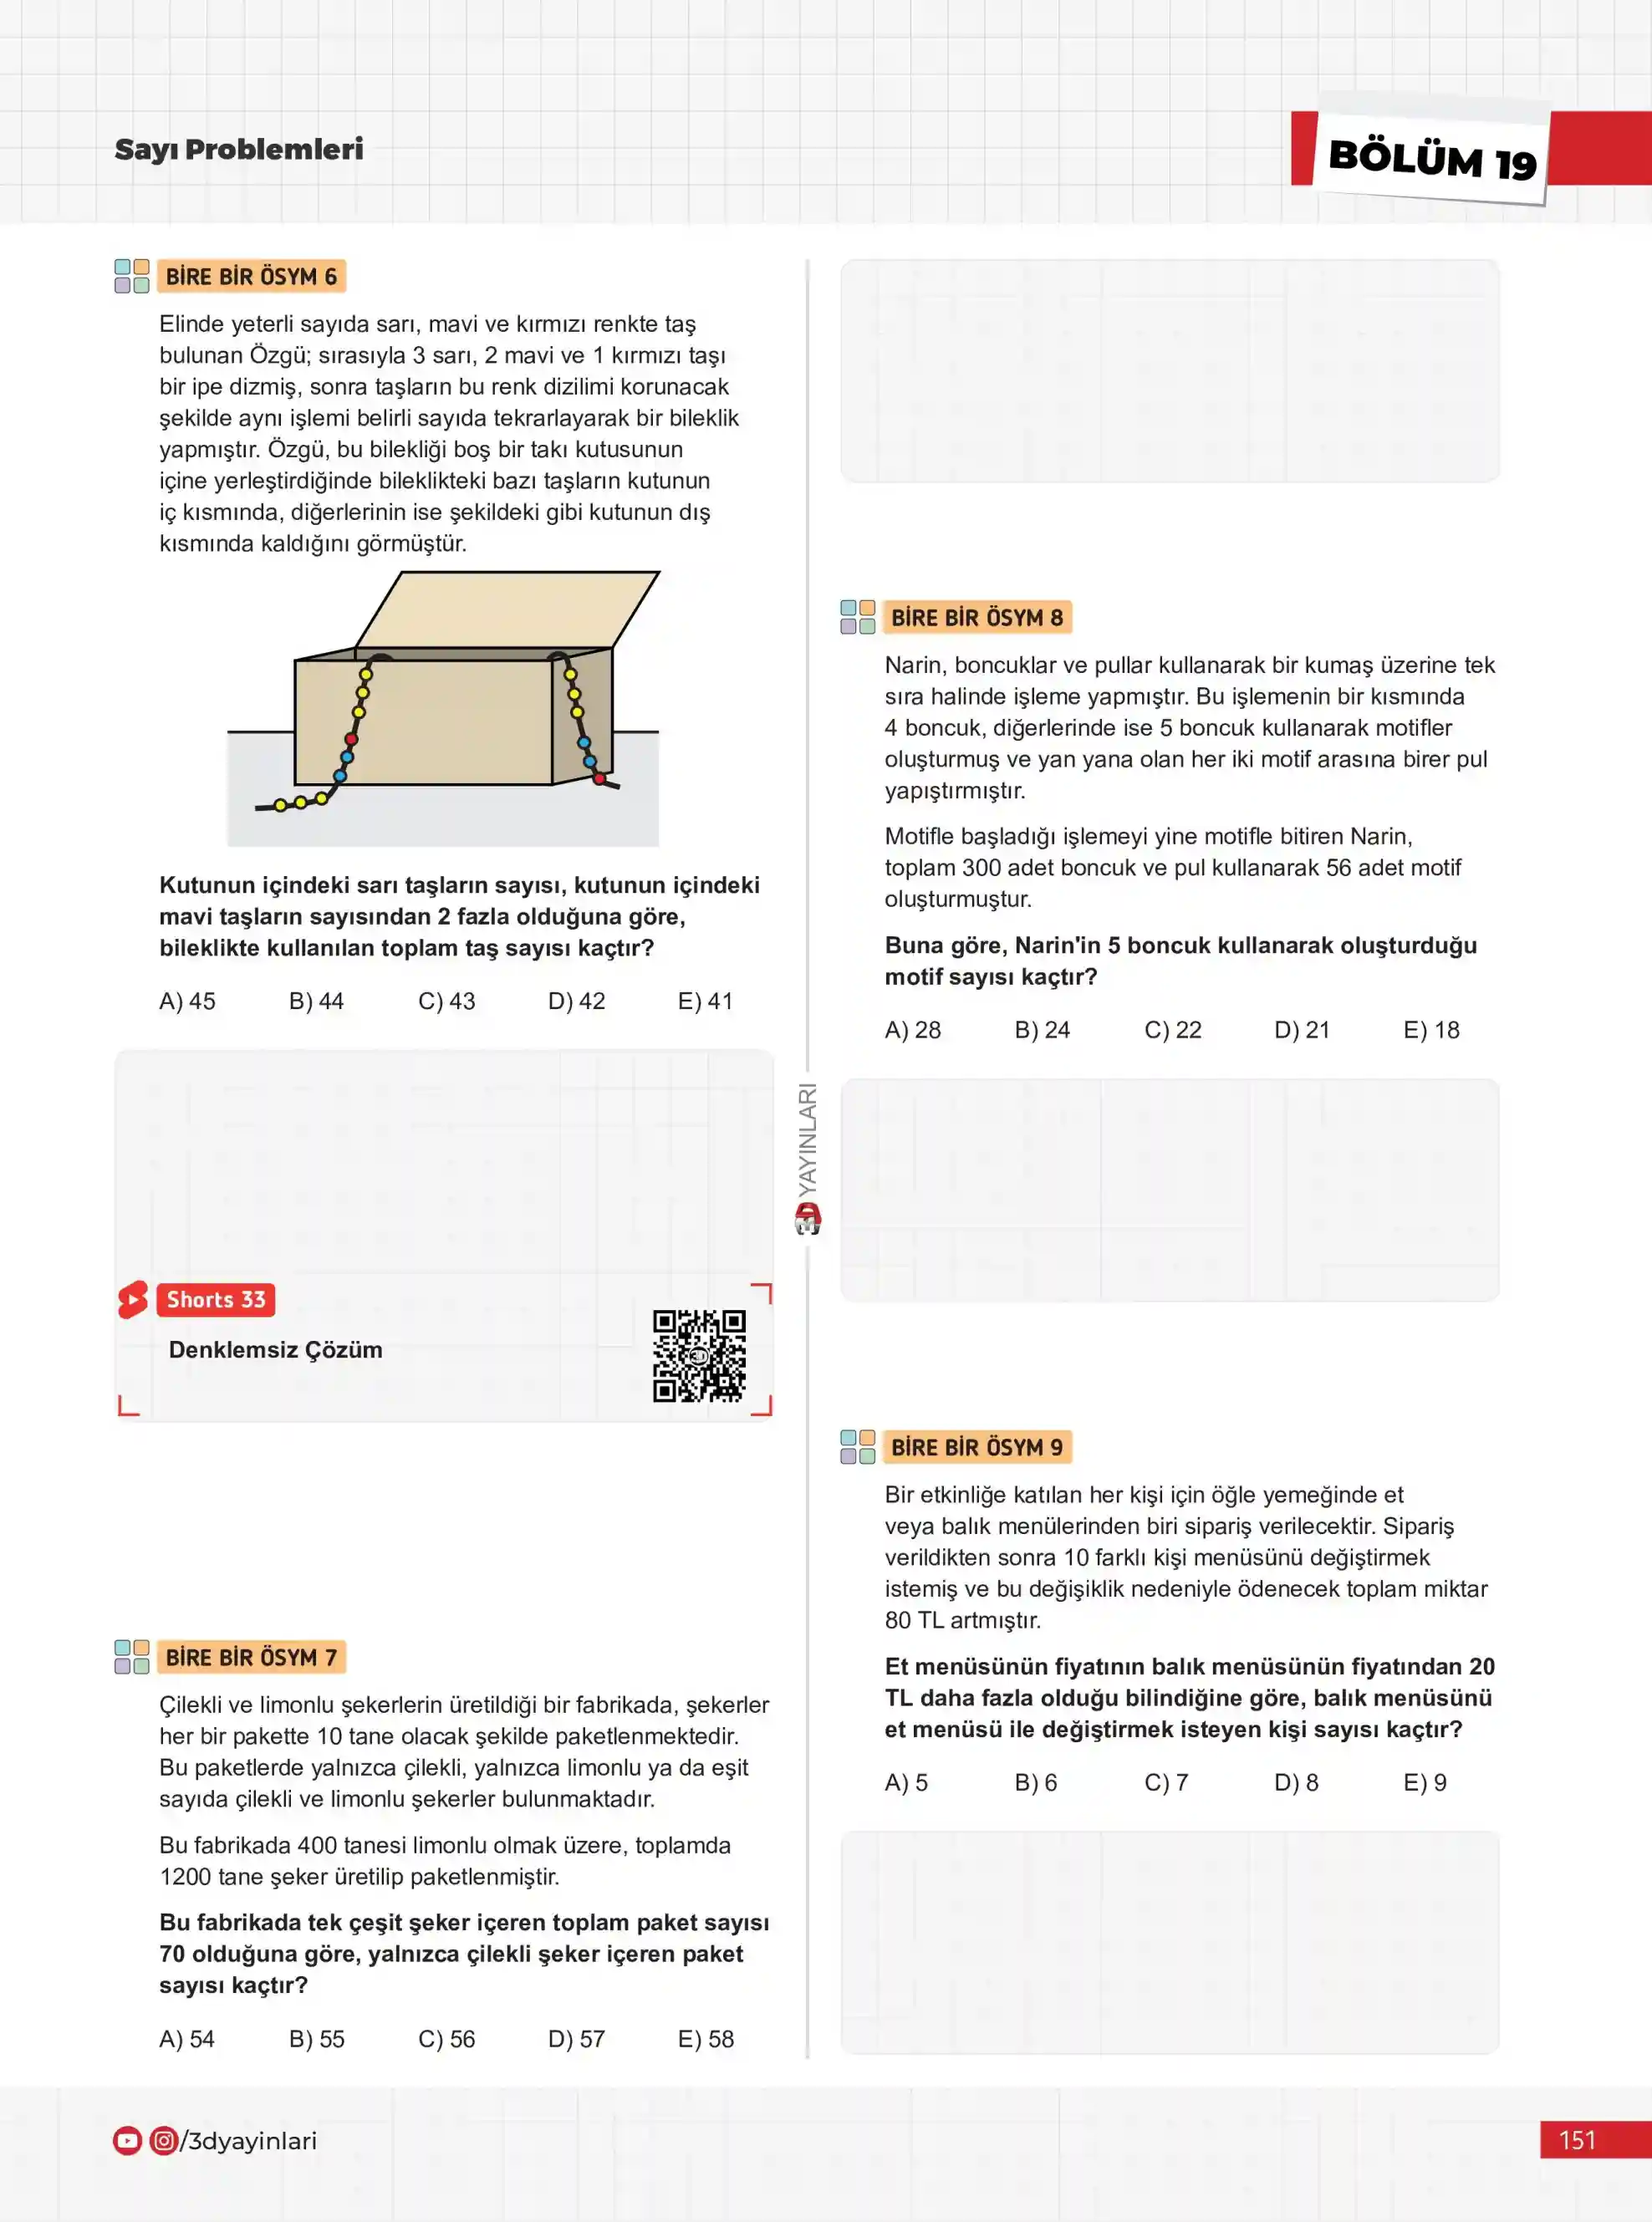 Sayı Problemleri
BÖLÜM 19
BİRE BİR ÖSYM 6
Elinde yeterli sayıda sarı, mavi ve kırmızı renkte taş
bulunan Özgü; sırasıyla 3 sarı, 2 mavi ve 1 kırmızı taşı
bir ipe dizmiş, sonra taşların bu renk dizilimi korunacak
şekilde aynı işlemi belirli sayıda tekrarlayarak bir bileklik
yapmıştır. Özgü, bu bilekliği boş bir takı kutusunun
içine yerleştirdiğinde bileklikteki bazı taşların kutunun
iç kısmında, diğerlerinin ise şekildeki gibi kutunun dış
kısmında kaldığını görmüştür.
Kutunun içindeki sarı taşların sayısı, kutunun içindeki
mavi taşların sayısından 2 fazla olduğuna göre,
bileklikte kullanılan toplam taş sayısı kaçtır?
A) 45 B) 44 C) 43 D) 42 E) 41
Shorts 33
Denklemsiz Çözüm
3D
BİRE BİR ÖSYM 7
Çilekli ve limonlu şekerlerin üretildiği bir fabrikada, şekerler
her bir pakette 10 tane olacak şekilde paketlenmektedir.
Bu paketlerde yalnızca çilekli, yalnızca limonlu ya da eşit
sayıda çilekli ve limonlu şekerler bulunmaktadır.
Bu fabrikada 400 tanesi limonlu olmak üzere, toplamda
1200 tane şeker üretilip paketlenmiştir.
Bu fabrikada tek çeşit şeker içeren toplam paket sayısı
70 olduğuna göre, yalnızca çilekli şeker içeren paket
sayısı kaçtır?
A) 54 B) 55 C) 56 D) 57 E) 58
3D YAYINLARI
BİRE BİR ÖSYM 8
Narin, boncuklar ve pullar kullanarak bir kumaş üzerine tek
sıra halinde işleme yapmıştır. Bu işlemenin bir kısmında
4 boncuk, diğerlerinde ise 5 boncuk kullanarak motifler
oluşturmuş ve yan yana olan her iki motif arasına birer pul
yapıştırmıştır.
Motifle başladığı işlemeyi yine motifle bitiren Narin,
toplam 300 adet boncuk ve pul kullanarak 56 adet motif
oluşturmuştur.
Buna göre, Narin'in 5 boncuk kullanarak oluşturduğu
motif sayısı kaçtır?
A) 28 B) 24 C) 22 D) 21 E) 18
BİRE BİR ÖSYM 9
Bir etkinliğe katılan her kişi için öğle yemeğinde et
veya balık menülerinden biri sipariş verilecektir. Sipariş
verildikten sonra 10 farklı kişi menüsünü değiştirmek
istemiş ve bu değişiklik nedeniyle ödenecek toplam miktar
80 TL artmıştır.
Et menüsünün fiyatının balık menüsünün fiyatından 20
TL daha fazla olduğu bilindiğine göre, balık menüsünü
et menüsü ile değiştirmek isteyen kişi sayısı kaçtır?
A) 5 B) 6 C) 7 D) 8 E) 9
/3dyayinlari
151